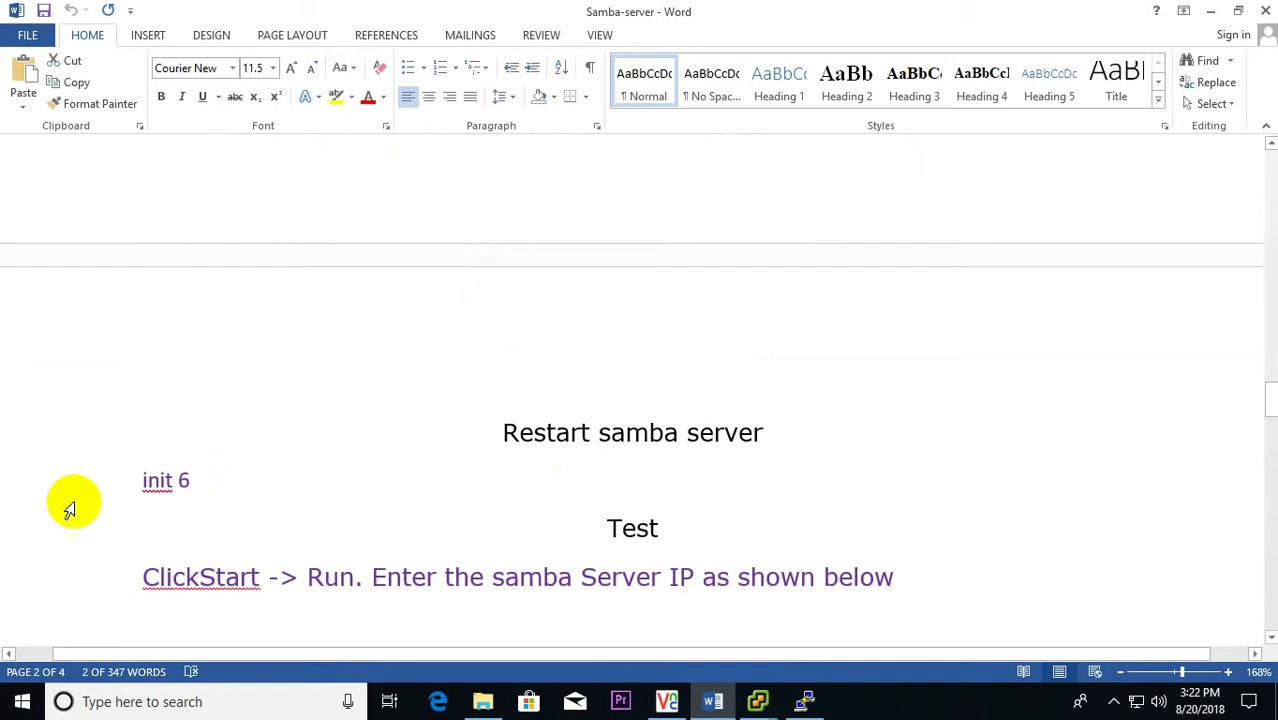 Samba-server - Word
FILE HOME INSERT DESIGN PAGE LAYOUT REFERENCES MAILINGS REVIEW VIEW Sign in
Paste Cut Copy Format Painter
Clipboard
Courier New 11.5
Font
Paragraph
AaBbCcDc AaBbCcDc AaBbC( AaBb AaBbC( AaBbC( AaBbCcDc AaB(
¶ Normal ¶ No Spac... Heading 1 Heading 2 Heading 3 Heading 4 Heading 5 Title
Styles
Find Replace Select
Editing
Restart samba server
init 6
Test
ClickStart -> Run. Enter the samba Server IP as shown below
PAGE 2 OF 4 2 OF 347 WORDS 168%
Type here to search
3:22 PM
8/20/2018